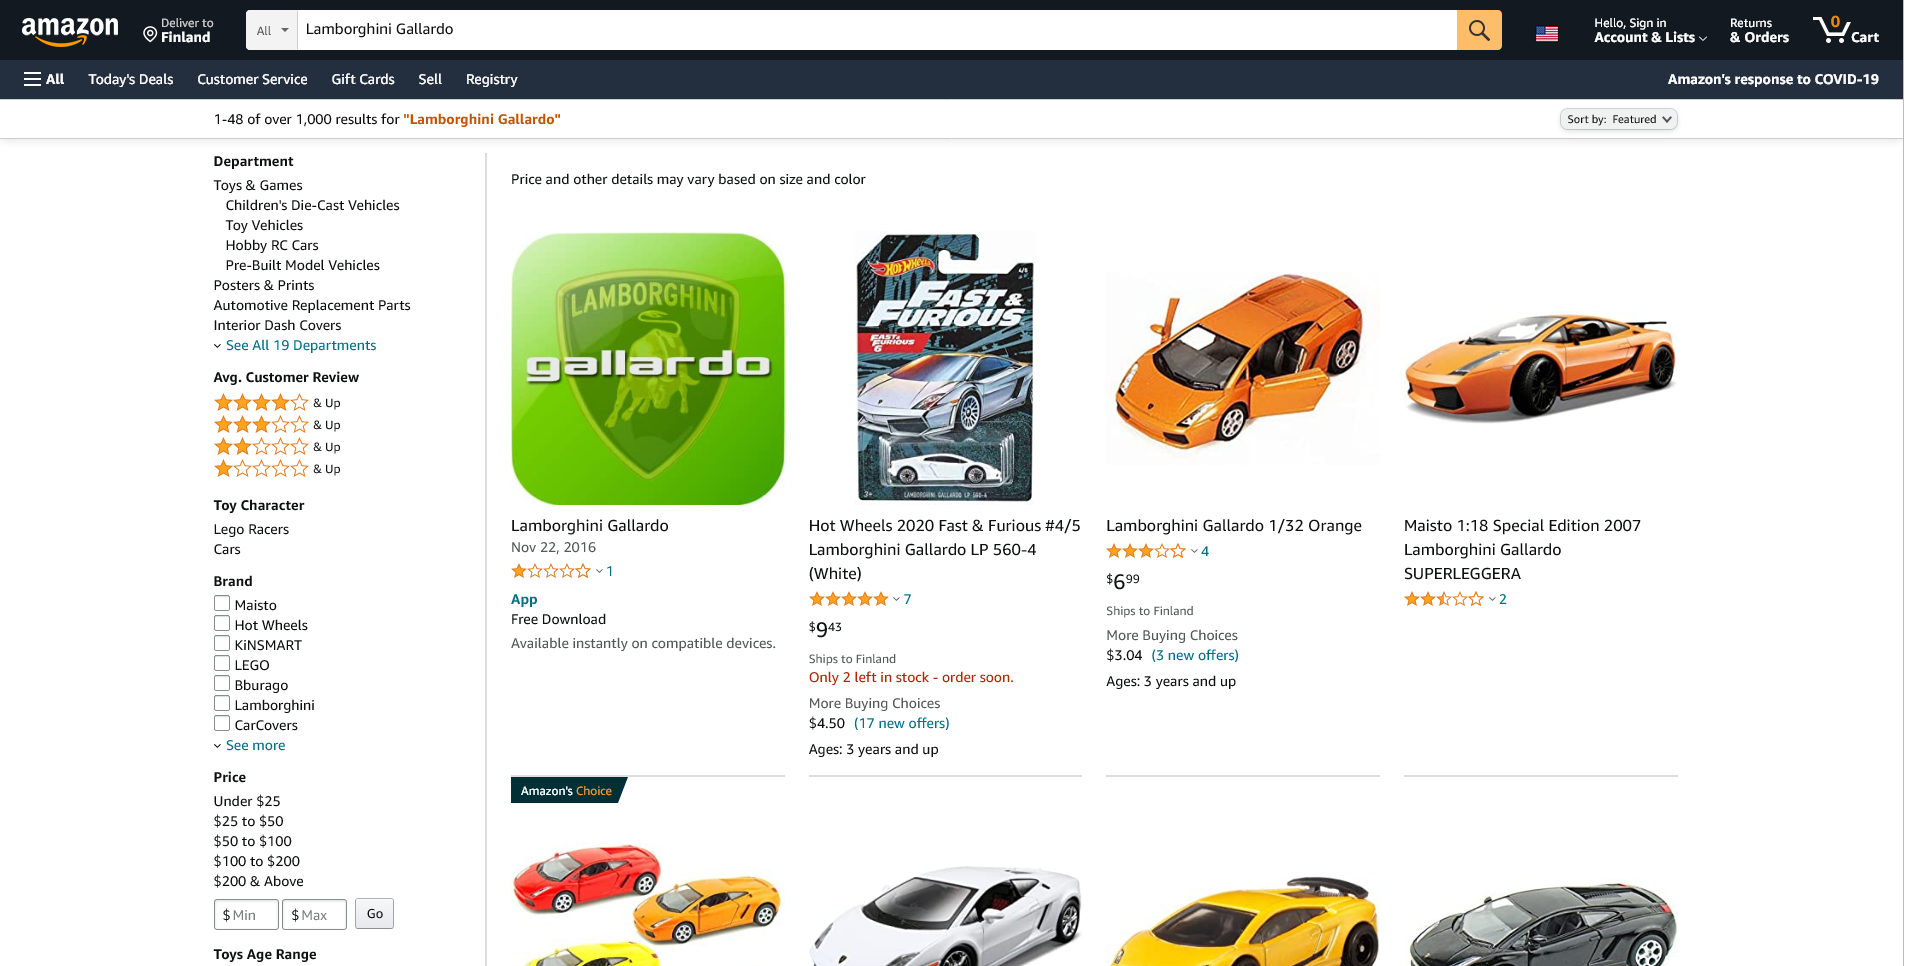 amazon
Deliver to
Finland
All
Lamborghini Gallardo
Hello, Sign in
Account & Lists
Returns
& Orders
0
Cart
All
Today's Deals
Customer Service
Gift Cards
Sell
Registry
Amazon's response to COVID-19
1-48 of over 1,000 results for "Lamborghini Gallardo"
Sort by: Featured
Department
Toys & Games
Children's Die-Cast Vehicles
Toy Vehicles
Hobby RC Cars
Pre-Built Model Vehicles
Posters & Prints
Automotive Replacement Parts
Interior Dash Covers
See All 19 Departments
Avg. Customer Review
& Up
& Up
& Up
& Up
Toy Character
Lego Racers
Cars
Brand
Maisto
Hot Wheels
KiNSMART
LEGO
Bburago
Lamborghini
CarCovers
See more
Price
Under $25
$25 to $50
$50 to $100
$100 to $200
$200 & Above
$ Min
$ Max
Go
Toys Age Range
Price and other details may vary based on size and color
LAMBORGHINI
gallardo
Lamborghini Gallardo
Nov 22, 2016
1
App
Free Download
Available instantly on compatible devices.
Hot Wheels
4/5
FAST &
FURIOUS
FAST &
FURIOUS
6
3+
LAMBORGHINI GALLARDO LP 560-4
Hot Wheels 2020 Fast & Furious #4/5
Lamborghini Gallardo LP 560-4
(White)
7
$9.43
Ships to Finland
Only 2 left in stock - order soon.
More Buying Choices
$4.50 (17 new offers)
Ages: 3 years and up
Lamborghini Gallardo 1/32 Orange
4
$6.99
Ships to Finland
More Buying Choices
$3.04 (3 new offers)
Ages: 3 years and up
Maisto 1:18 Special Edition 2007
Lamborghini Gallardo
SUPERLEGGERA
2
Amazon's Choice